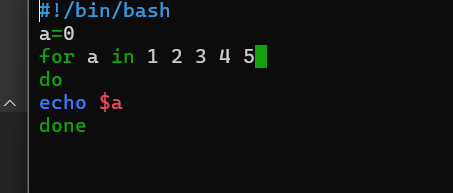 #!/bin/bash
a=0
for a in 1 2 3 4 5
do
echo $a
done